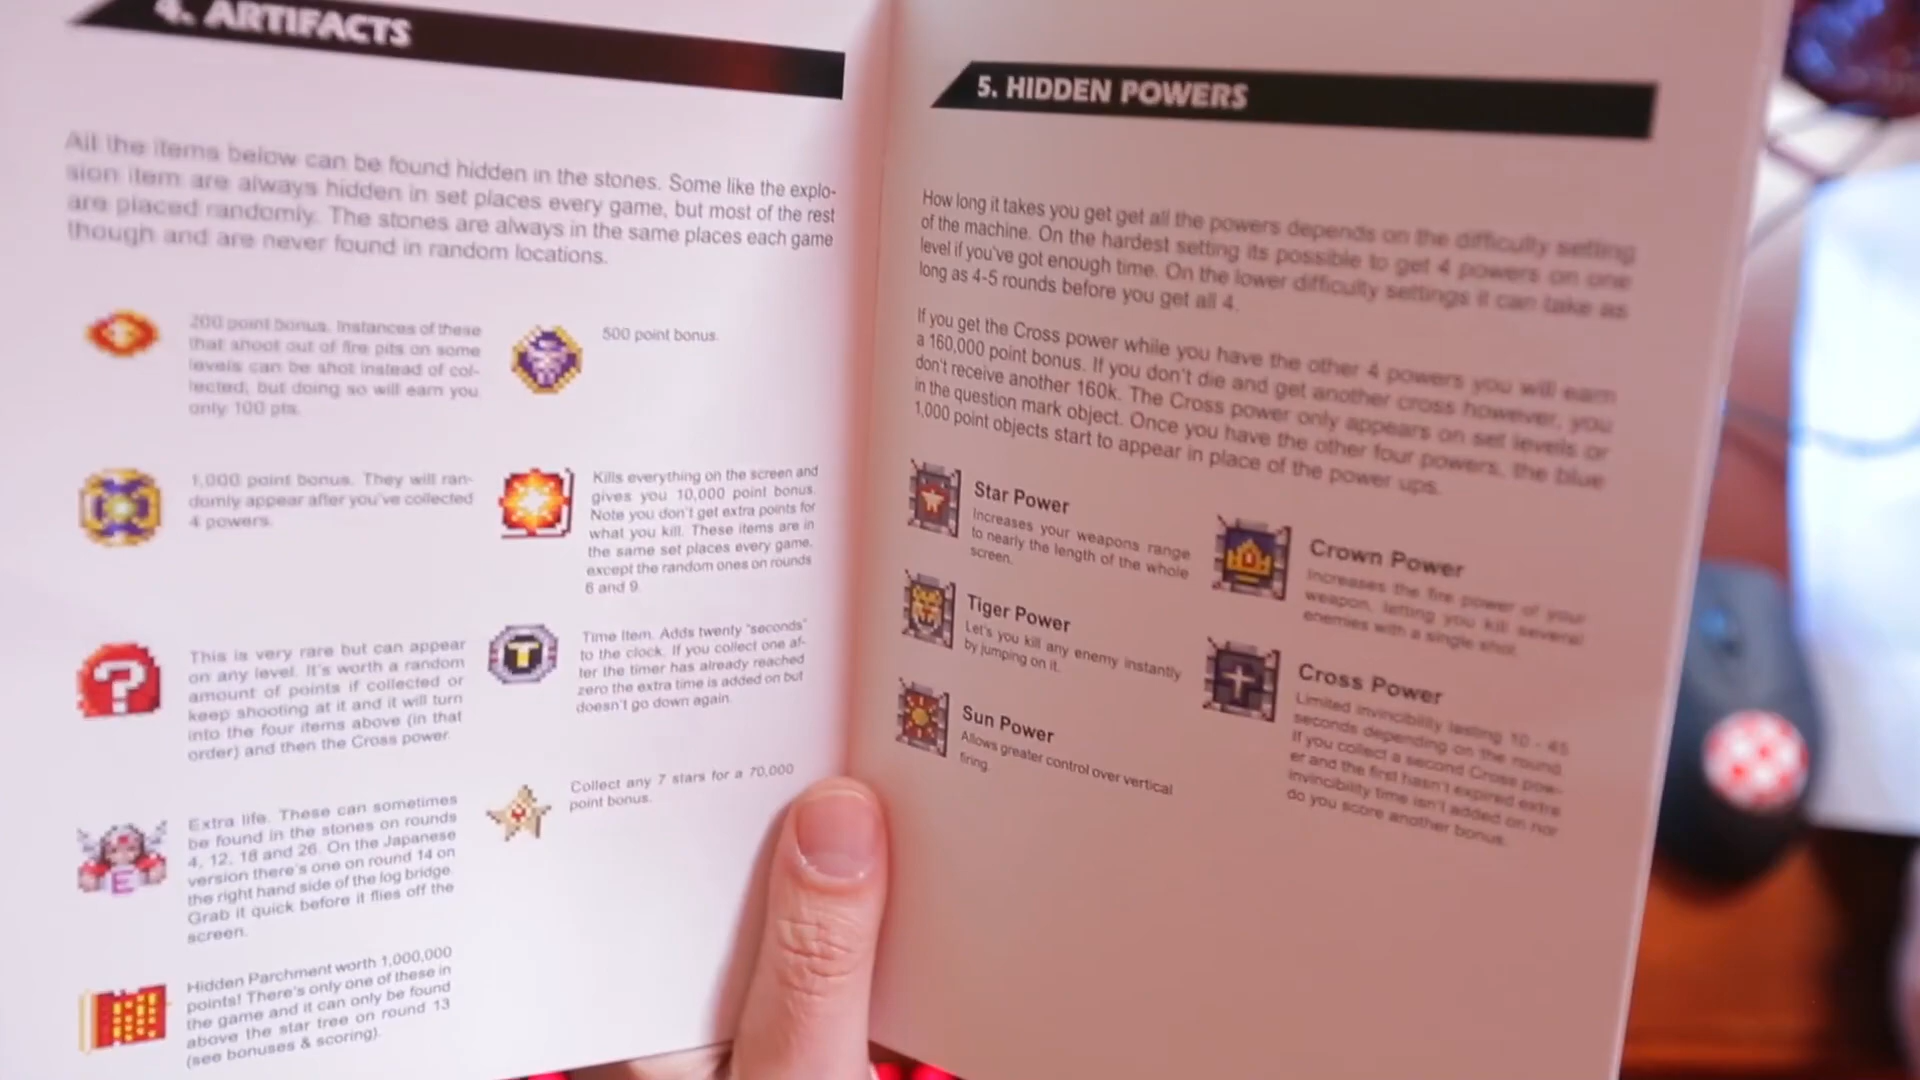 4. ARTIFACTS
All the items below can be found hidden in the stones. Some like the explo-
sion item are always hidden in set places every game, but most of the rest
are placed randomly. The stones are always in the same places each game
though and are never found in random locations.
200 point bonus. Instances of these
that shoot out of fire pits on some
levels can be shot instead of col-
lected, but doing so will earn you
only 100 pts.
500 point bonus.
1,000 point bonus. They will ran-
domly appear after you've collected
4 powers.
Kills everything on the screen and
gives you 10,000 point bonus.
Note you don't get extra points for
what you kill. These items are in
the same set places every game,
except the random ones on rounds
6 and 9.
This is very rare but can appear
on any level. It's worth a random
amount of points if collected or
keep shooting at it and it will turn
into the four items above (in that
order) and then the Cross power.
T
Time Item. Adds twenty "seconds"
to the clock. If you collect one af-
ter the timer has already reached
zero the extra time is added on but
doesn't go down again.
E
Extra life. These can sometimes
be found in the stones on rounds
4, 12, 18 and 26. On the Japanese
version there's one on round 14 on
the right hand side of the log bridge.
Grab it quick before it flies off the
screen.
Collect any 7 stars for a 70,000
point bonus.
Hidden Parchment worth 1,000,000
points! There's only one of these in
the game and it can only be found
above the star tree on round 13
(see bonuses & scoring).
5. HIDDEN POWERS
How long it takes you get get all the powers depends on the difficulty setting
of the machine. On the hardest setting its possible to get 4 powers on one
level if you've got enough time. On the lower difficulty settings it can take as
long as 4-5 rounds before you get all 4.
If you get the Cross power while you have the other 4 powers you will earn
a 160,000 point bonus. If you don't die and get another cross however, you
don't receive another 160k. The Cross power only appears on set levels or
in the question mark object. Once you have the other four powers, the blue
1,000 point objects start to appear in place of the power ups.
Star Power
Increases your weapons range
to nearly the length of the whole
screen.
Tiger Power
Let's you kill any enemy instantly
by jumping on it.
Sun Power
Allows greater control over vertical
firing.
Crown Power
Increases the fire power of your
weapon, letting you kill several
enemies with a single shot.
Cross Power
Limited invincibility lasting 10 - 45
seconds depending on the round.
If you collect a second Cross pow-
er and the first hasn't expired extra
invincibility time isn't added on nor
do you score another bonus.